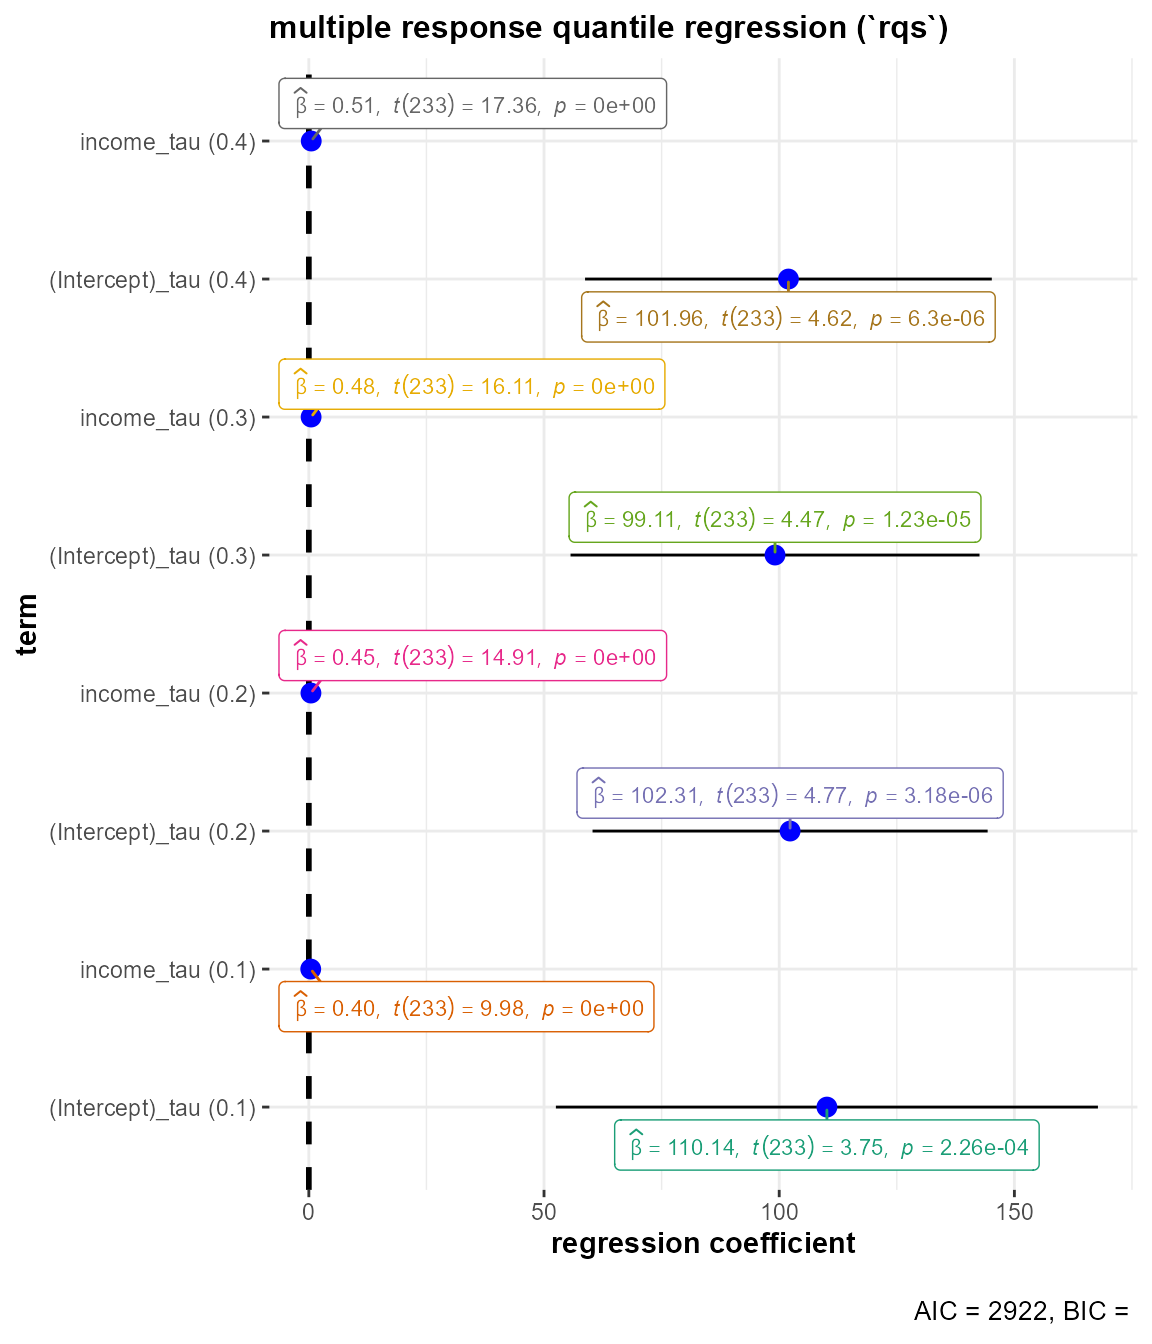 multiple response quantile regression (`rqs`)
term
income_tau (0.4)
β̂ = 0.51, t(233) = 17.36, p = 0e+00
(Intercept)_tau (0.4)
β̂ = 101.96, t(233) = 4.62, p = 6.3e-06
income_tau (0.3)
β̂ = 0.48, t(233) = 16.11, p = 0e+00
(Intercept)_tau (0.3)
β̂ = 99.11, t(233) = 4.47, p = 1.23e-05
income_tau (0.2)
β̂ = 0.45, t(233) = 14.91, p = 0e+00
(Intercept)_tau (0.2)
β̂ = 102.31, t(233) = 4.77, p = 3.18e-06
income_tau (0.1)
β̂ = 0.40, t(233) = 9.98, p = 0e+00
(Intercept)_tau (0.1)
β̂ = 110.14, t(233) = 3.75, p = 2.26e-04
0 50 100 150
regression coefficient
AIC = 2922, BIC =